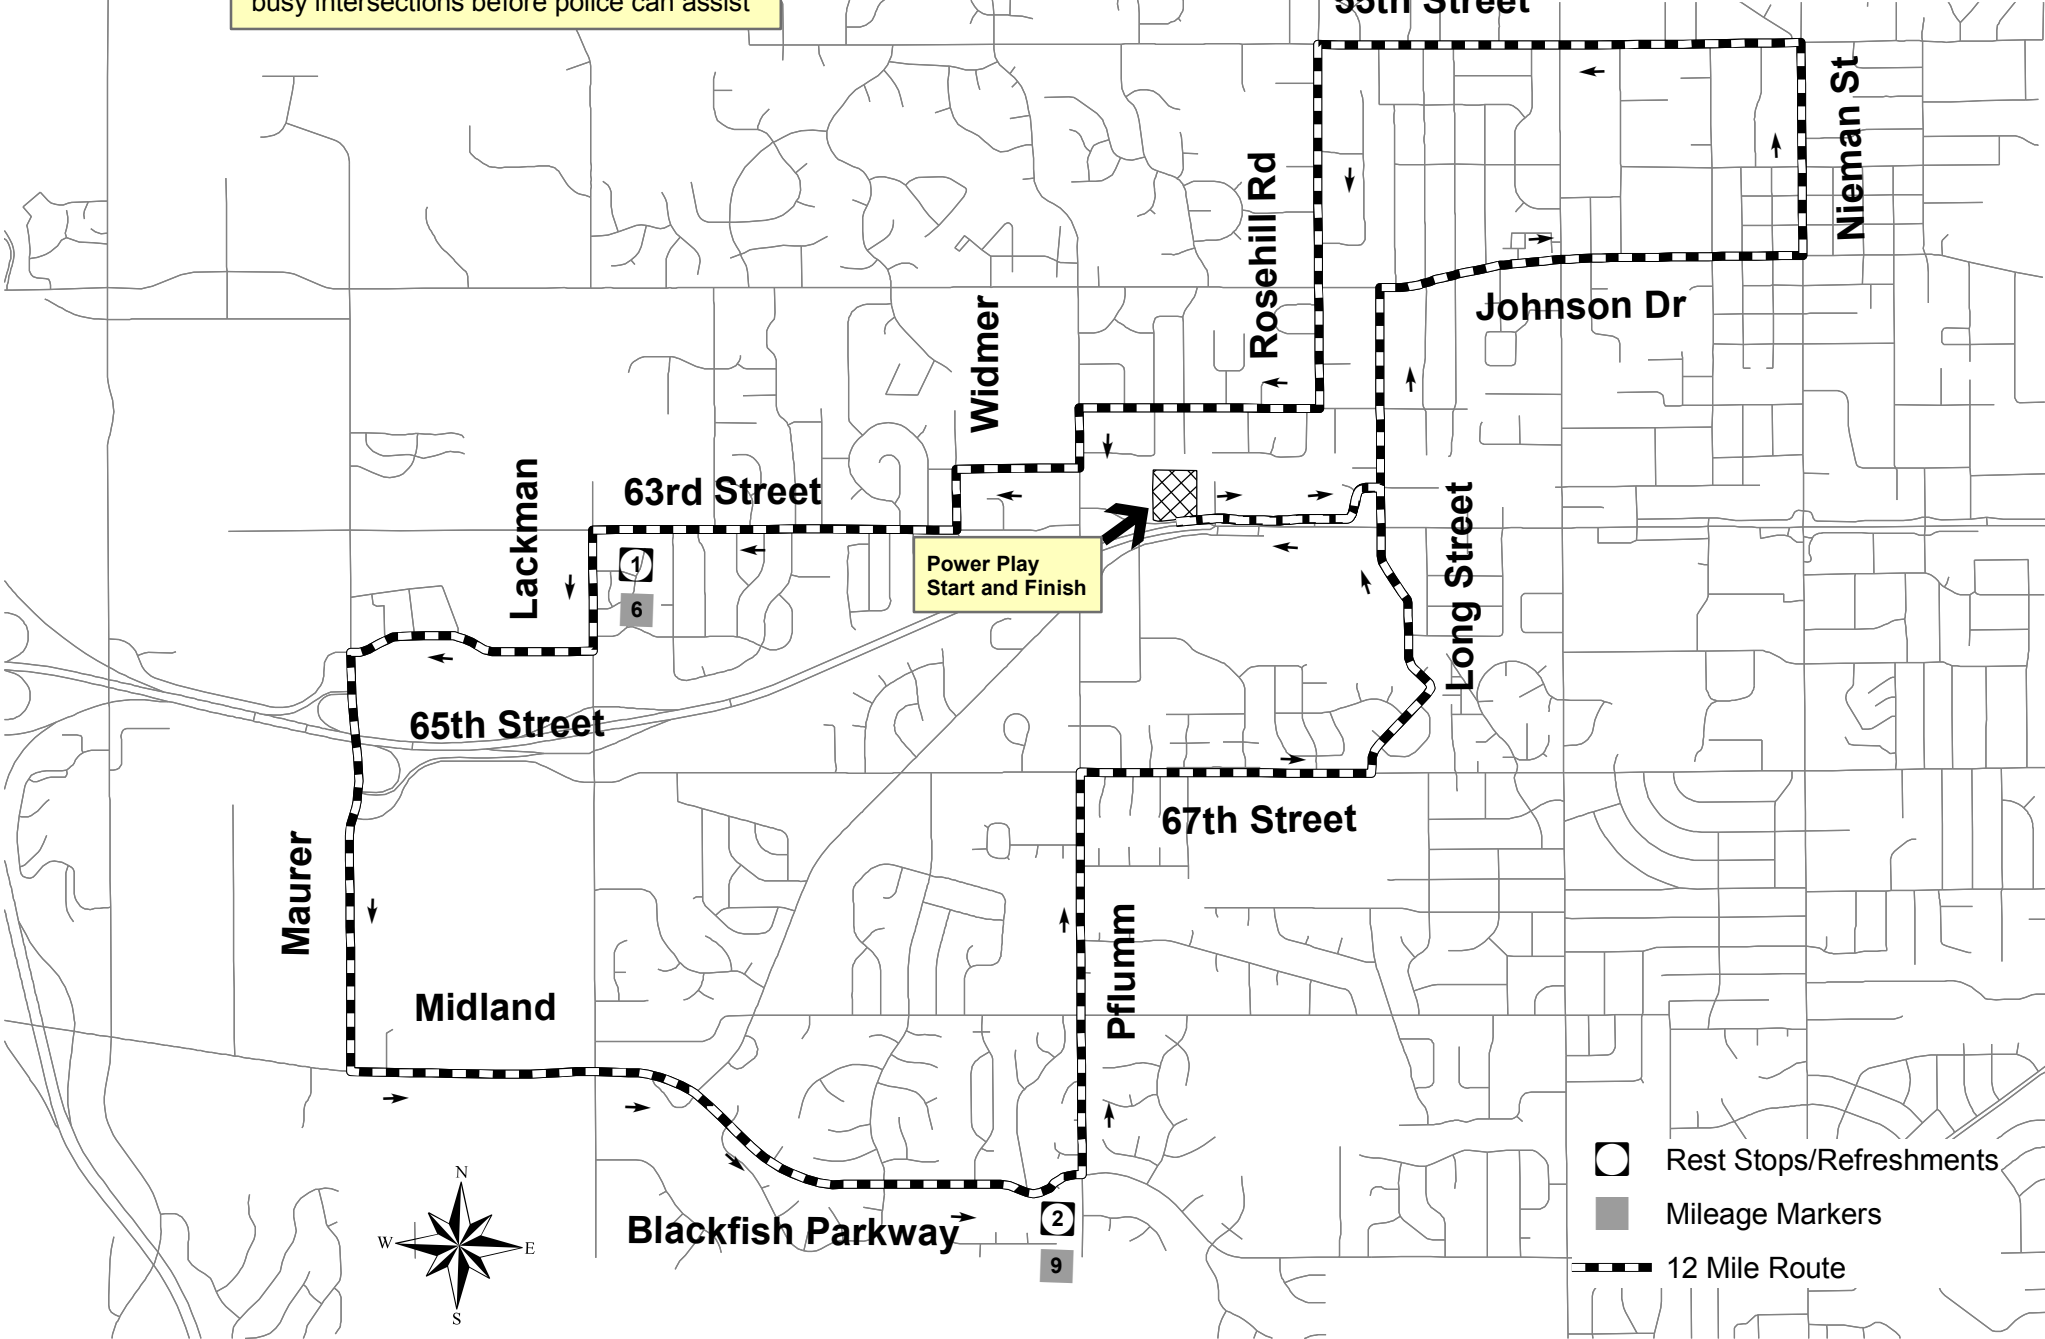 busy intersections before police can assist
55th Street
Nieman St
Rosehill Rd
Johnson Dr
Widmer
63rd Street
Lackman
Long Street
Power Play
Start and Finish
1
6
65th Street
67th Street
Maurer
Pflumm
Midland
Blackfish Parkway
2
9
N
W
E
S
Rest Stops/Refreshments
Mileage Markers
12 Mile Route